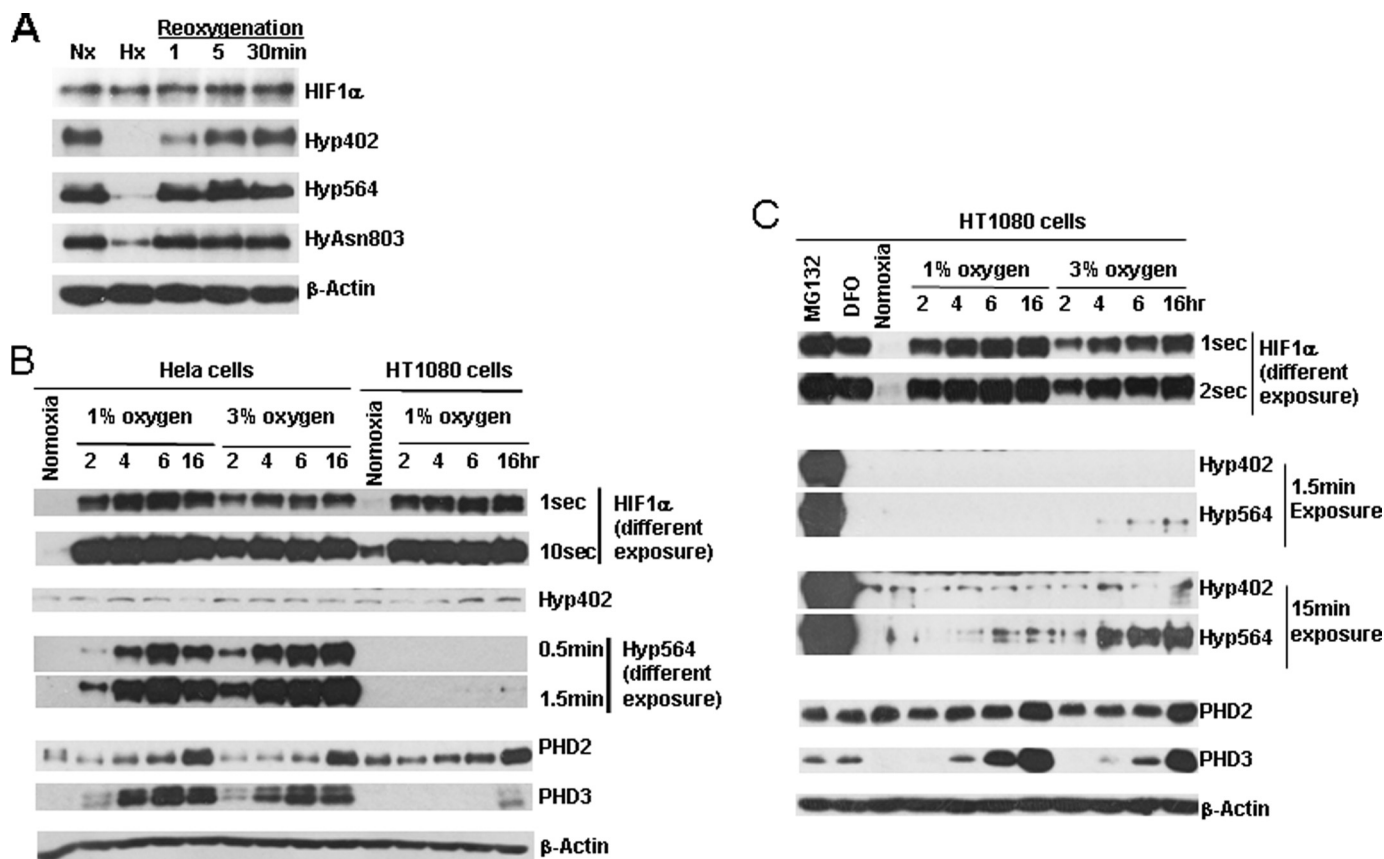 A
Reoxygenation
Nx Hx 1 5 30min
HIF1α
Hyp402
Hyp564
HyAsn803
β-Actin
B
Hela cells HT1080 cells
Nomoxia 1% oxygen 3% oxygen Nomoxia 1% oxygen
2 4 6 16 2 4 6 16 2 4 6 16hr
1sec HIF1α
(different
10sec exposure)
Hyp402
0.5min Hyp564
(different
1.5min exposure)
PHD2
PHD3
β-Actin
C
HT1080 cells
MG132 DFO Nomoxia 1% oxygen 3% oxygen
2 4 6 16 2 4 6 16hr
1sec HIF1α
(different
2sec exposure)
Hyp402
1.5min
Hyp564 Exposure
Hyp402
15min
Hyp564 exposure
PHD2
PHD3
β-Actin